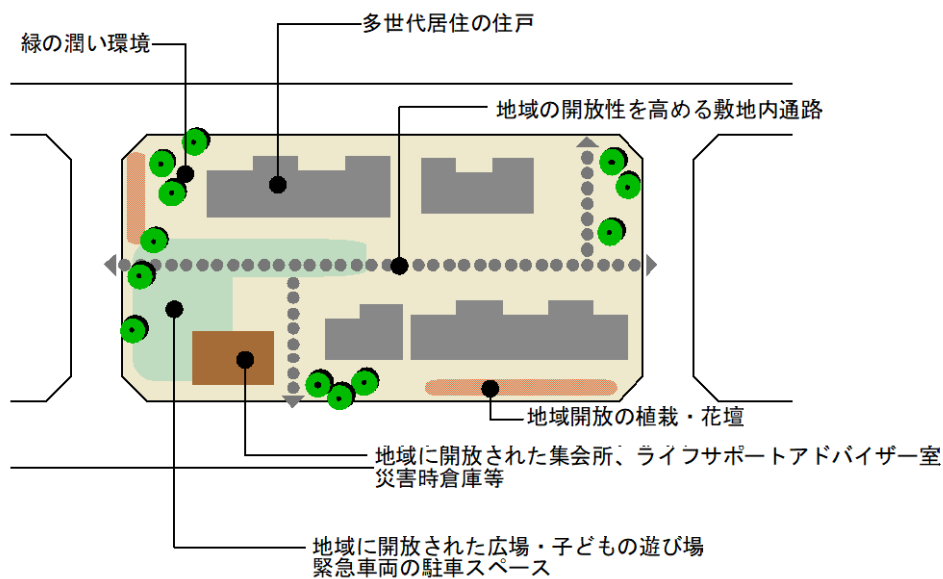 多世代居住の住戸
緑の潤い環境
地域の開放性を高める敷地内通路
地域開放の植栽・花壇
地域に開放された集会所、ライフサポートアドバイザー室
災害時倉庫等
地域に開放された広場・子どもの遊び場
緊急車両の駐車スペース